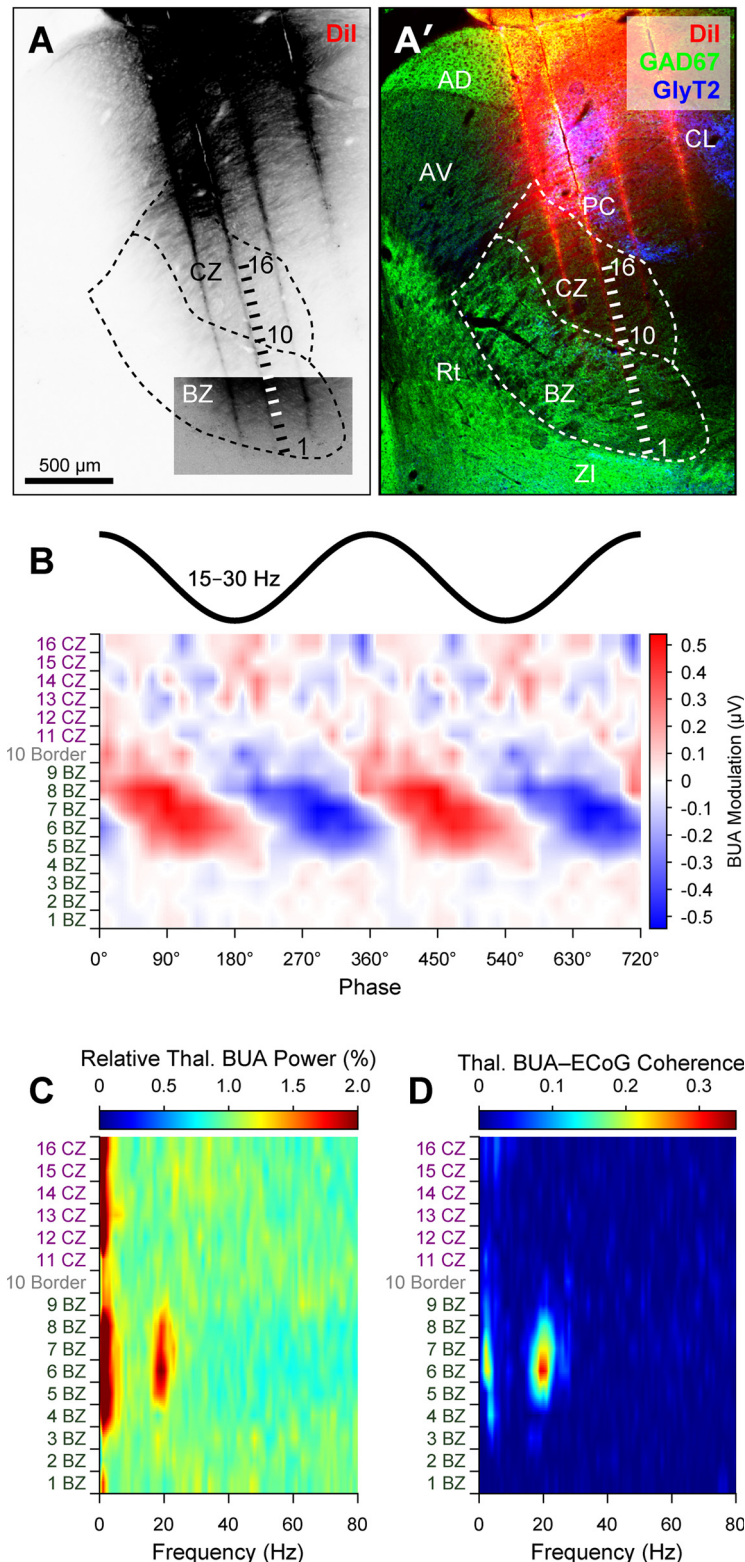 A
DiI
CZ
16
10
BZ
1
500 µm
A′
DiI
GAD67
GlyT2
AD
AV
CL
PC
16
CZ
10
Rt
BZ
1
ZI
B
15–30 Hz
16 CZ
15 CZ
14 CZ
13 CZ
12 CZ
11 CZ
10 Border
9 BZ
8 BZ
7 BZ
6 BZ
5 BZ
4 BZ
3 BZ
2 BZ
1 BZ
0° 90° 180° 270° 360° 450° 540° 630° 720°
Phase
0.5
0.4
0.3
0.2
0.1
0
-0.1
-0.2
-0.3
-0.4
-0.5
BUA Modulation (µV)
C
Relative Thal. BUA Power (%)
0 0.5 1.0 1.5 2.0
16 CZ
15 CZ
14 CZ
13 CZ
12 CZ
11 CZ
10 Border
9 BZ
8 BZ
7 BZ
6 BZ
5 BZ
4 BZ
3 BZ
2 BZ
1 BZ
0 20 40 60 80
Frequency (Hz)
D
Thal. BUA–ECoG Coherence
0 0.1 0.2 0.3
16 CZ
15 CZ
14 CZ
13 CZ
12 CZ
11 CZ
10 Border
9 BZ
8 BZ
7 BZ
6 BZ
5 BZ
4 BZ
3 BZ
2 BZ
1 BZ
0 20 40 60 80
Frequency (Hz)